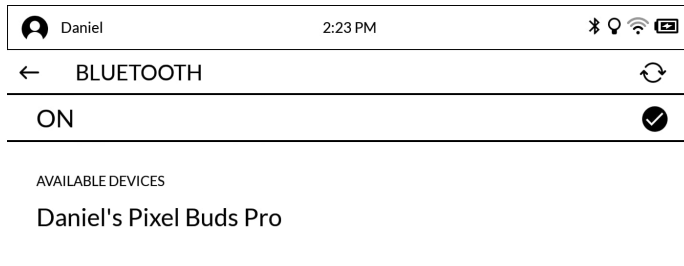 Daniel 2:23 PM
BLUETOOTH
ON
AVAILABLE DEVICES
Daniel's Pixel Buds Pro